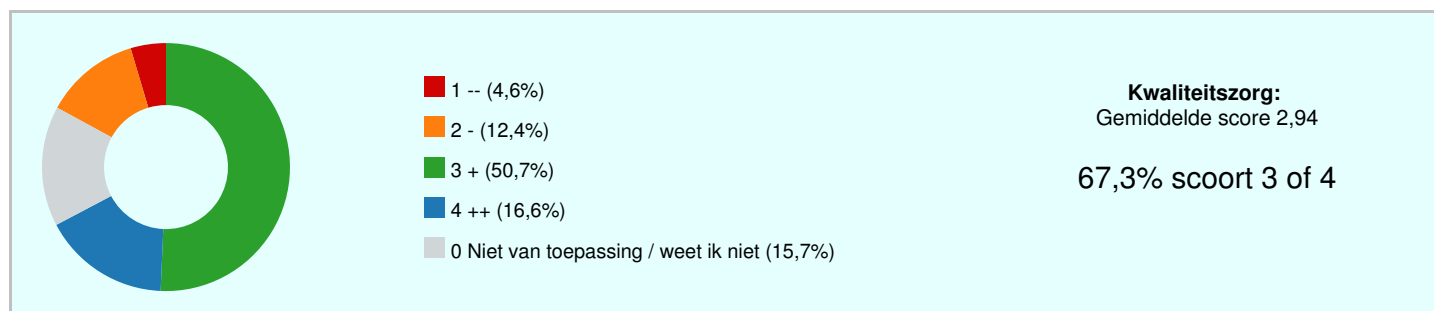 1 -- (4,6%)
2 - (12,4%)
3 + (50,7%)
4 ++ (16,6%)
0 Niet van toepassing / weet ik niet (15,7%)
Kwaliteitszorg:
Gemiddelde score 2,94
67,3% scoort 3 of 4